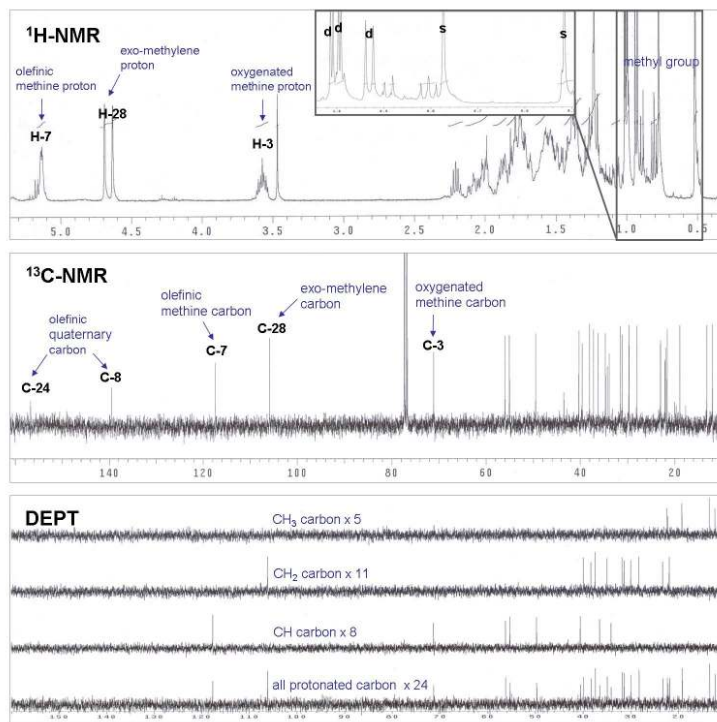 ¹H-NMR
exo-methylene
proton
olefinic
methine proton
oxygenated
methine proton
H-7
H-28
H-3
d
d
d
s
s
methyl group
5.0 4.5 4.0 3.5 3.0 2.5 2 1.5 1.0 0.5
¹³C-NMR
olefinic
quaternary
carbon
olefinic
methine carbon
exo-methylene
carbon
oxygenated
methine carbon
C-24
C-8
C-7
C-28
C-3
140 120 100 80 60 40 20
DEPT
CH₃ carbon x 5
CH₂ carbon x 11
CH carbon x 8
all protonated carbon x 24